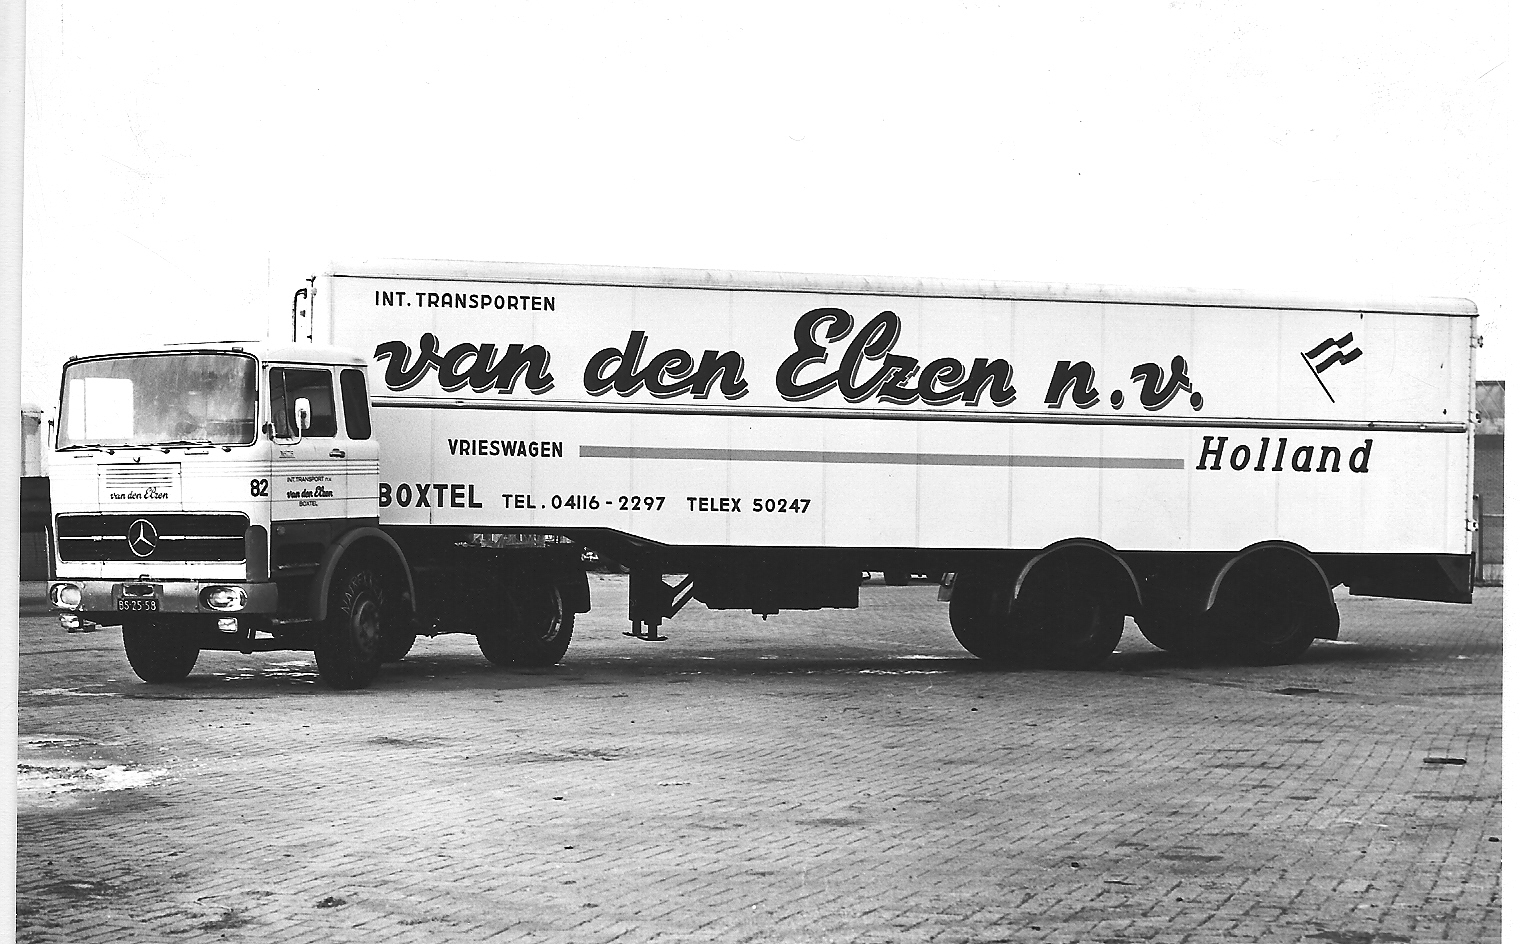 INT. TRANSPORTEN
van den Elzen n.v.
VRIESWAGEN
Holland
BOXTEL TEL. 04116-2297 TELEX 50247
82
van den Elzen
INT. TRANSPORT n.v.
van den Elzen
BOXTEL
BS-25-58